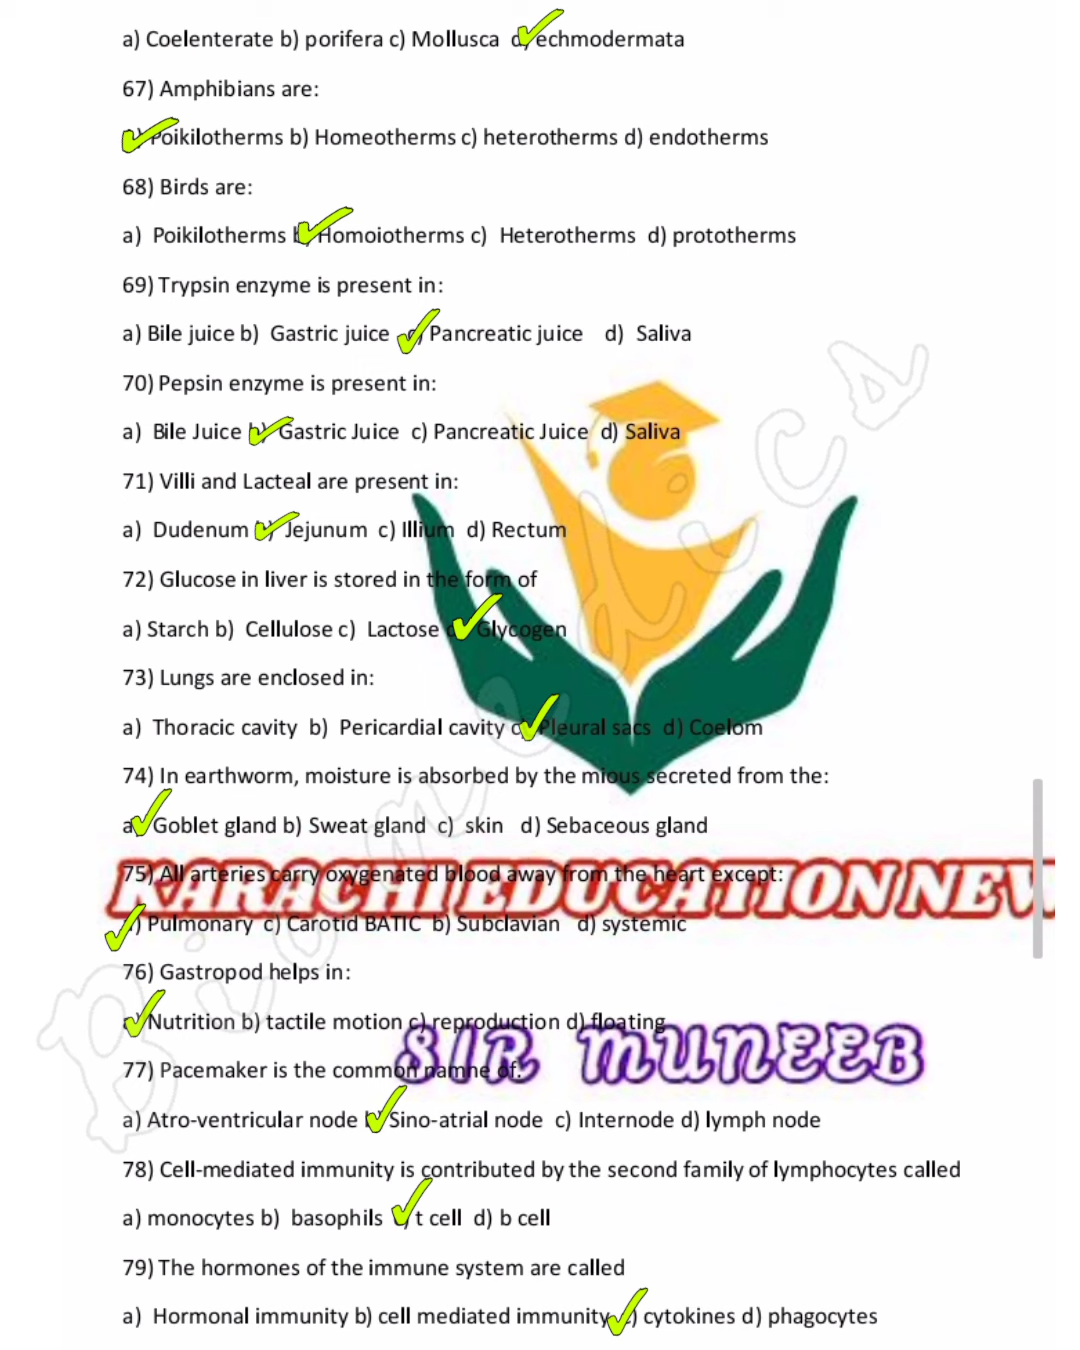 a) Coelenterate b) porifera c) Mollusca d) echmodermata
67) Amphibians are:
a) Poikilotherms b) Homeotherms c) heterotherms d) endotherms
68) Birds are:
a) Poikilotherms b) Homoiotherms c) Heterotherms d) prototherms
69) Trypsin enzyme is present in:
a) Bile juice b) Gastric juice c) Pancreatic juice d) Saliva
70) Pepsin enzyme is present in:
a) Bile Juice b) Gastric Juice c) Pancreatic Juice d) Saliva
71) Villi and Lacteal are present in:
a) Dudenum b) Jejunum c) Illium d) Rectum
72) Glucose in liver is stored in the form of
a) Starch b) Cellulose c) Lactose d) Glycogen
73) Lungs are enclosed in:
a) Thoracic cavity b) Pericardial cavity c) Pleural sacs d) Coelom
74) In earthworm, moisture is absorbed by the mious secreted from the:
a) Goblet gland b) Sweat gland c) skin d) Sebaceous gland
75) All arteries carry oxygenated blood away from the heart except:
KARACHI EDUCATION NEW
a) Pulmonary c) Carotid BATIC b) Subclavian d) systemic
76) Gastropod helps in:
a) Nutrition b) tactile motion c) reproduction d) floating
SIR MUNEEB
77) Pacemaker is the common namne of:
a) Atro-ventricular node b) Sino-atrial node c) Internode d) lymph node
78) Cell-mediated immunity is contributed by the second family of lymphocytes called
a) monocytes b) basophils c) t cell d) b cell
79) The hormones of the immune system are called
a) Hormonal immunity b) cell mediated immunity c) cytokines d) phagocytes
Biomedics